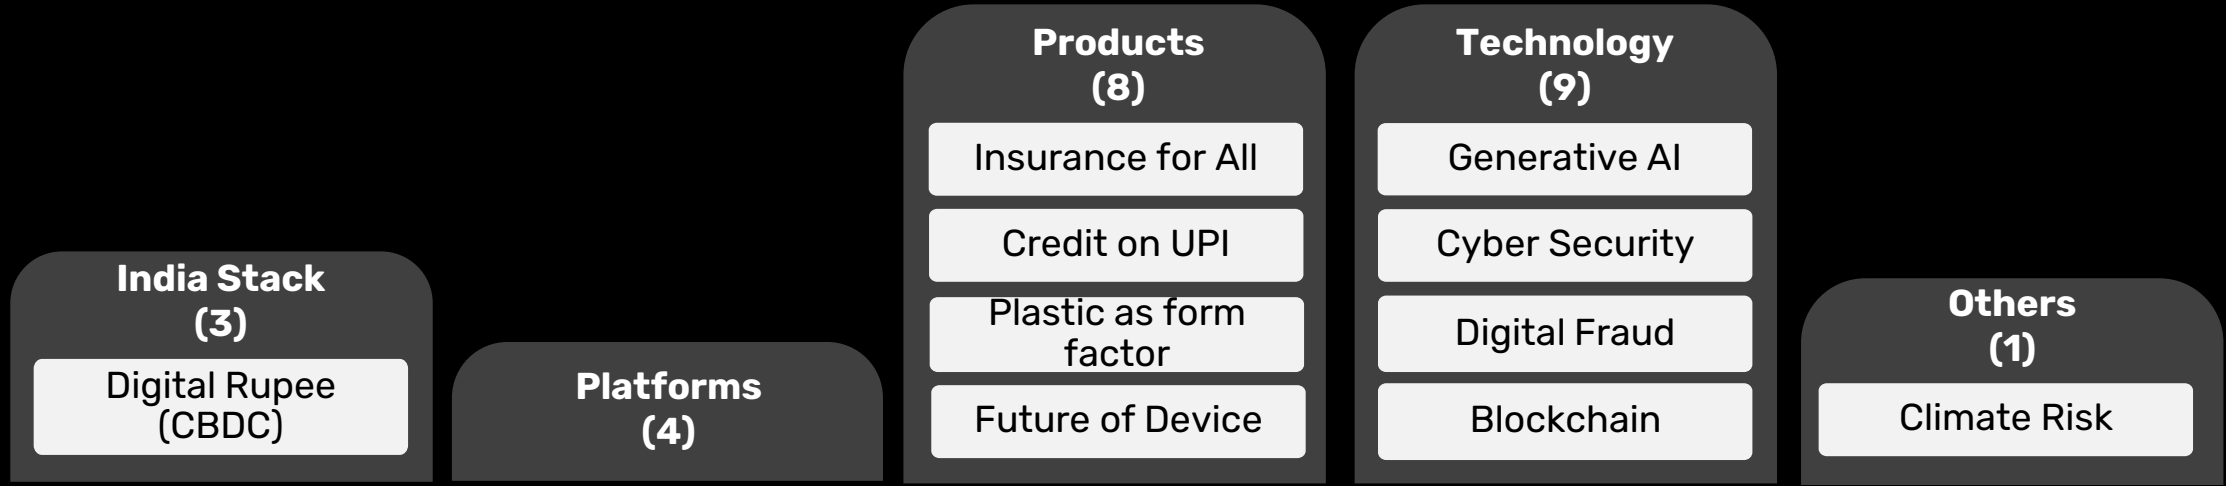 India Stack
(3)
Digital Rupee
(CBDC)
Platforms
(4)
Products
(8)
Insurance for All
Credit on UPI
Plastic as form
factor
Future of Device
Technology
(9)
Generative AI
Cyber Security
Digital Fraud
Blockchain
Others
(1)
Climate Risk